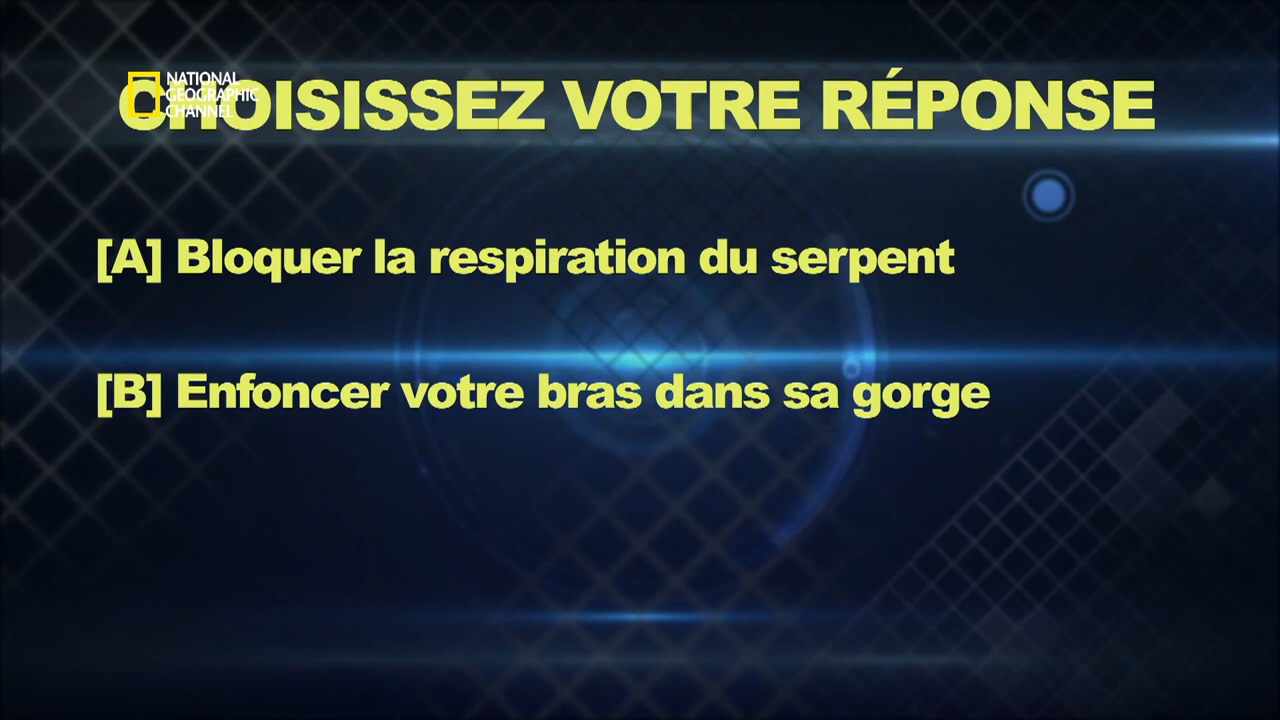 NATIONAL
GEOGRAPHIC
CHANNEL
CHOISISSEZ VOTRE RÉPONSE
[A] Bloquer la respiration du serpent
[B] Enfoncer votre bras dans sa gorge